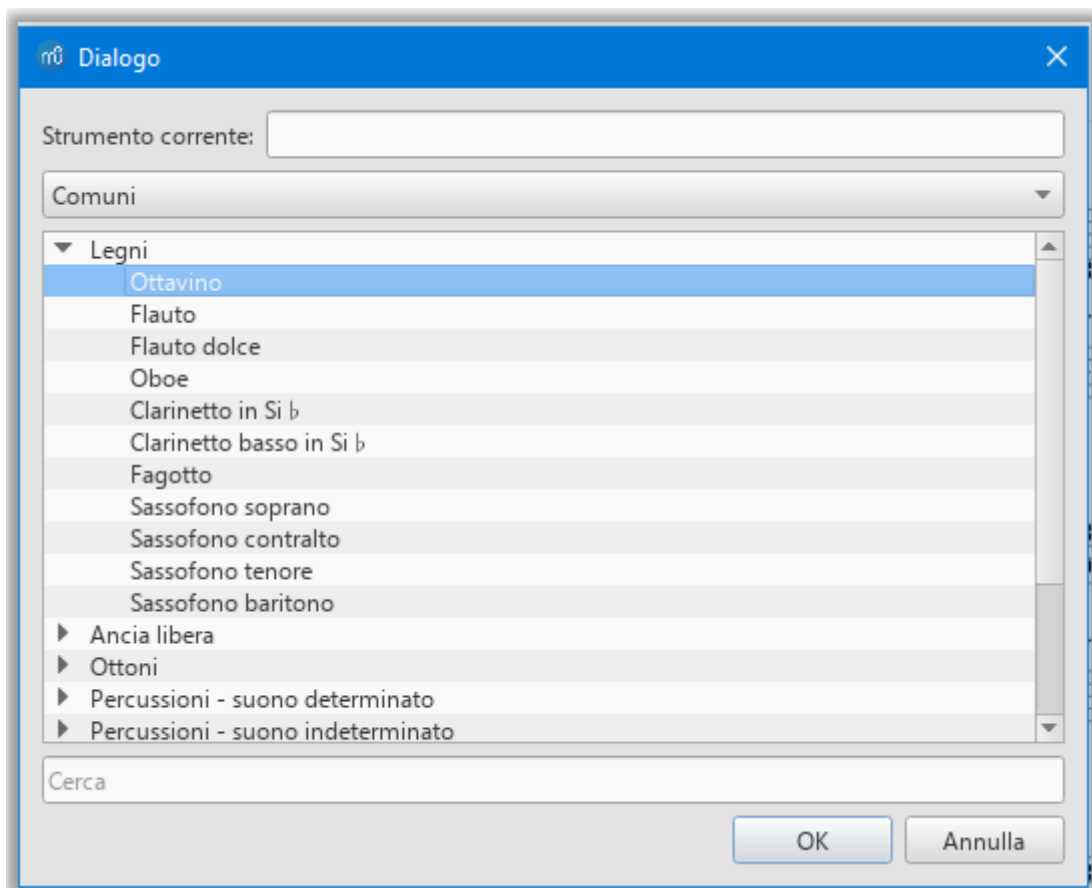 Dialogo
Strumento corrente:
Comuni
Legni
Ottavino
Flauto
Flauto dolce
Oboe
Clarinetto in Si ♭
Clarinetto basso in Si ♭
Fagotto
Sassofono soprano
Sassofono contralto
Sassofono tenore
Sassofono baritono
Ancia libera
Ottoni
Percussioni - suono determinato
Percussioni - suono indeterminato
Cerca
OK Annulla